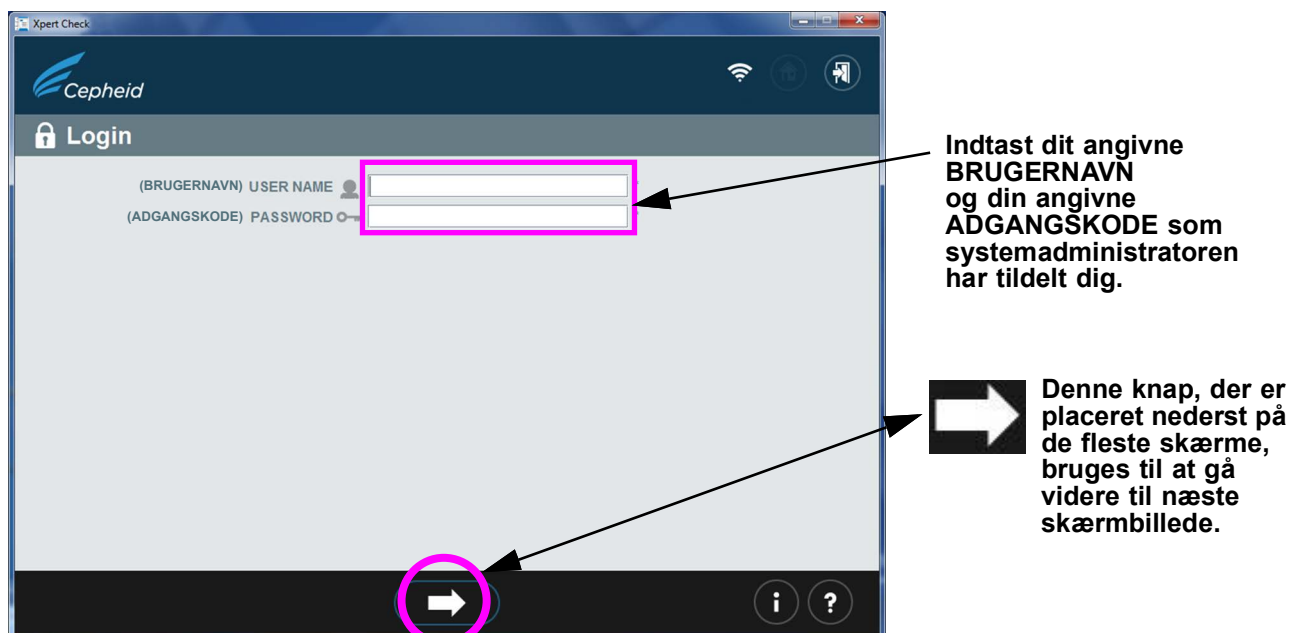 Xpert Check
Cepheid
Login
(BRUGERNAVN) USER NAME
(ADGANGSKODE) PASSWORD
Indtast dit angivne
BRUGERNAVN
og din angivne
ADGANGSKODE som
systemadministratoren
har tildelt dig.
Denne knap, der er
placeret nederst på
de fleste skærme,
bruges til at gå
videre til næste
skærmbillede.
i ?